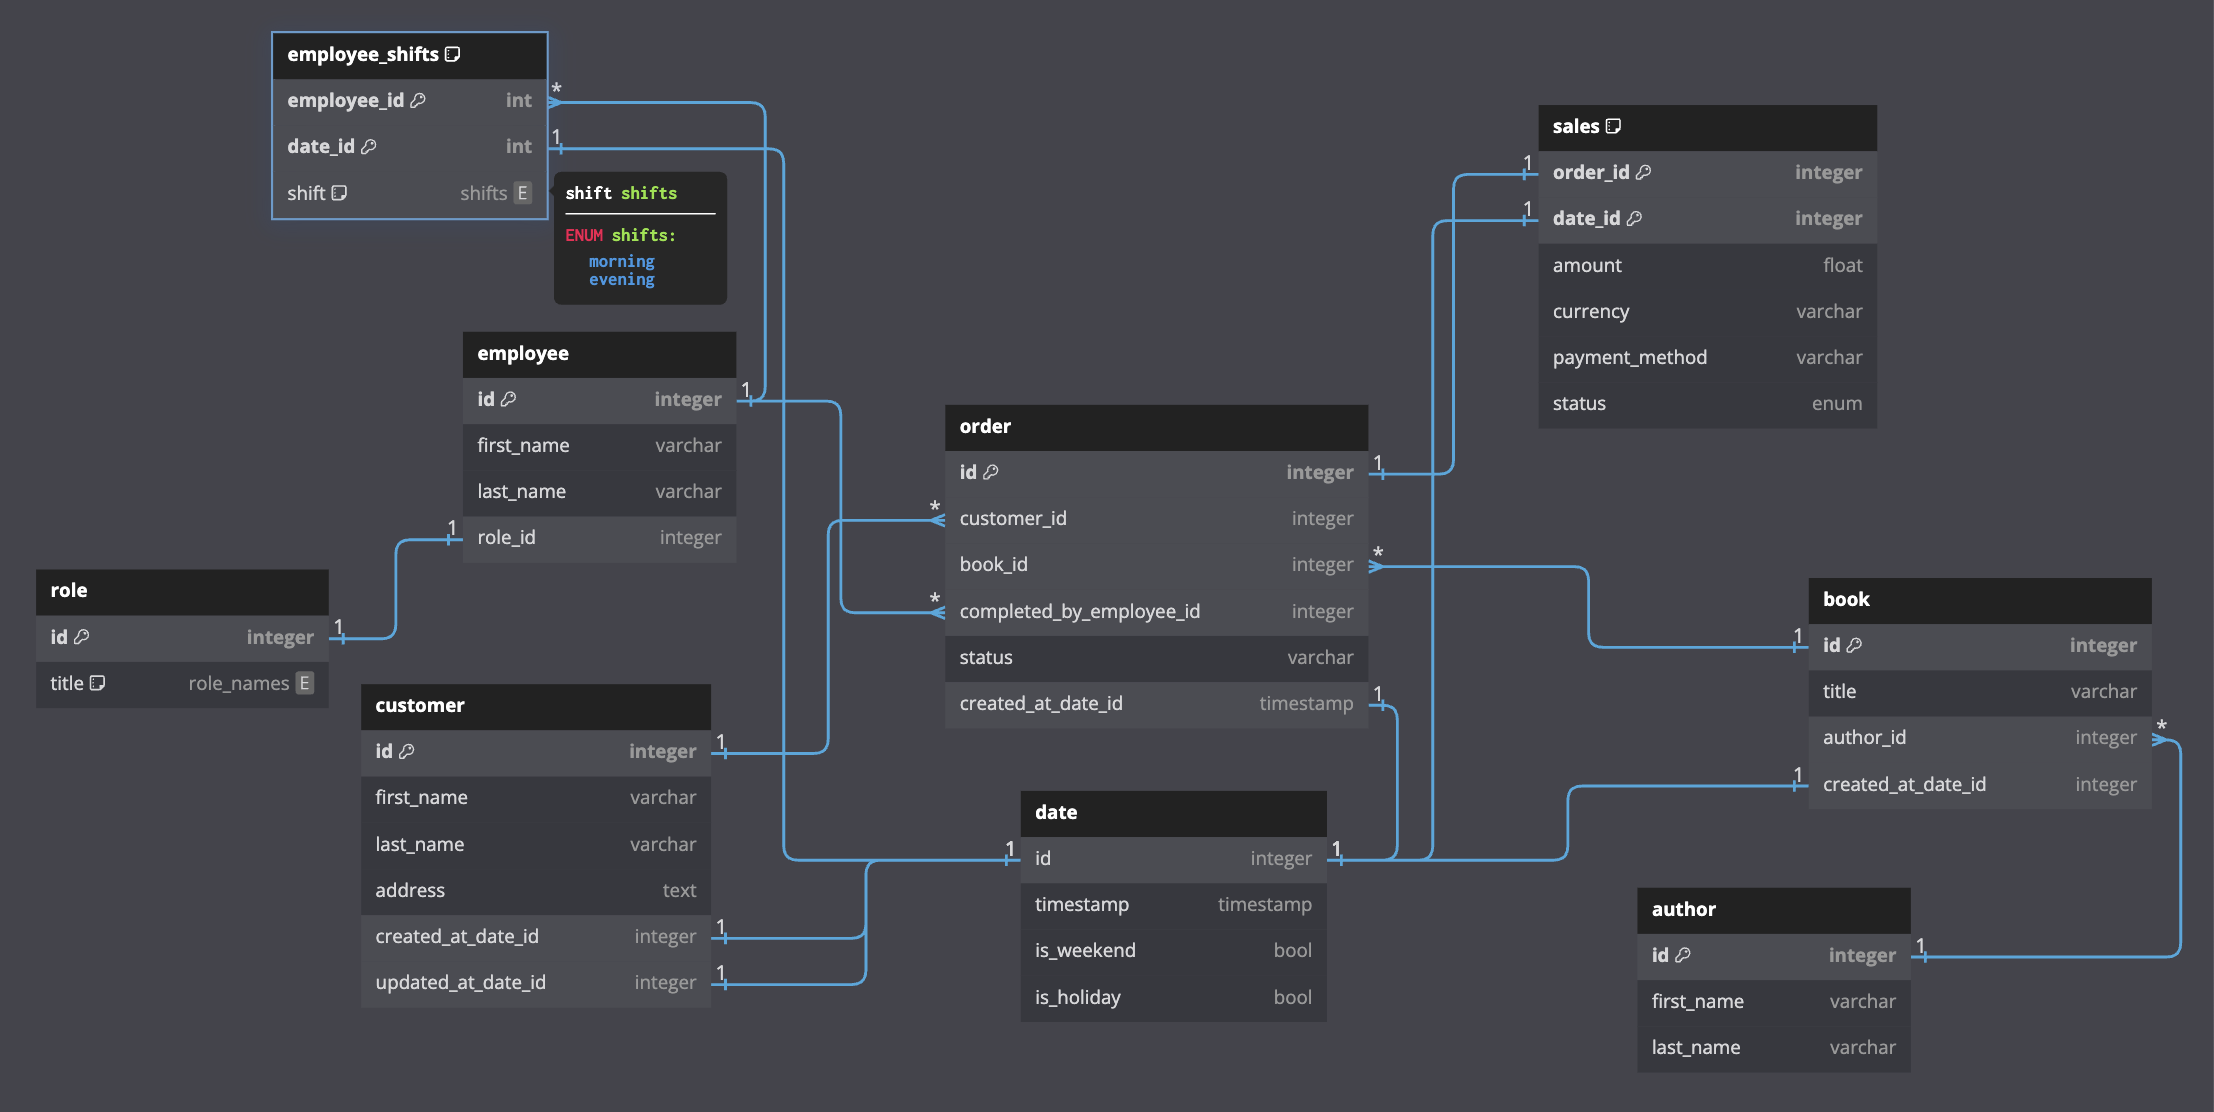 employee_shifts
employee_id int
*
date_id int
1
shift shifts E
shift shifts
ENUM shifts:
morning
evening
sales
1
order_id integer
1
date_id integer
amount float
currency varchar
payment_method varchar
status enum
employee
id integer
1
first_name varchar
last_name varchar
1
role_id integer
order
id integer
1
*
customer_id integer
book_id integer
*
*
completed_by_employee_id integer
status varchar
created_at_date_id timestamp
1
role
id integer
1
title role_names E
book
1
id integer
title varchar
author_id integer
*
1
created_at_date_id integer
customer
id integer
1
first_name varchar
last_name varchar
address text
created_at_date_id integer
1
updated_at_date_id integer
1
date
1
id integer
1
timestamp timestamp
is_weekend bool
is_holiday bool
author
id integer
1
first_name varchar
last_name varchar